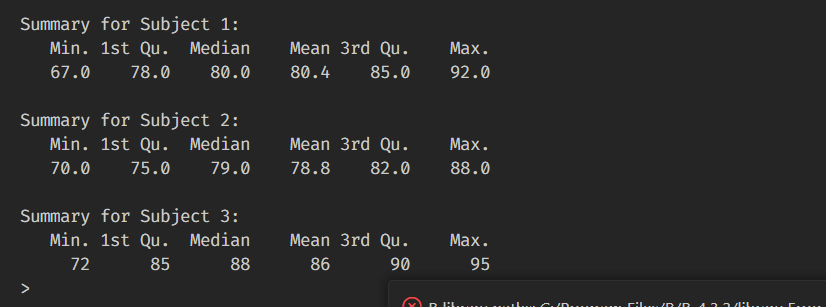 Summary for Subject 1:
   Min. 1st Qu.  Median    Mean 3rd Qu.    Max.
   67.0    78.0    80.0    80.4    85.0    92.0
Summary for Subject 2:
   Min. 1st Qu.  Median    Mean 3rd Qu.    Max.
   70.0    75.0    79.0    78.8    82.0    88.0
Summary for Subject 3:
   Min. 1st Qu.  Median    Mean 3rd Qu.    Max.
     72      85      88      86      90      95
>